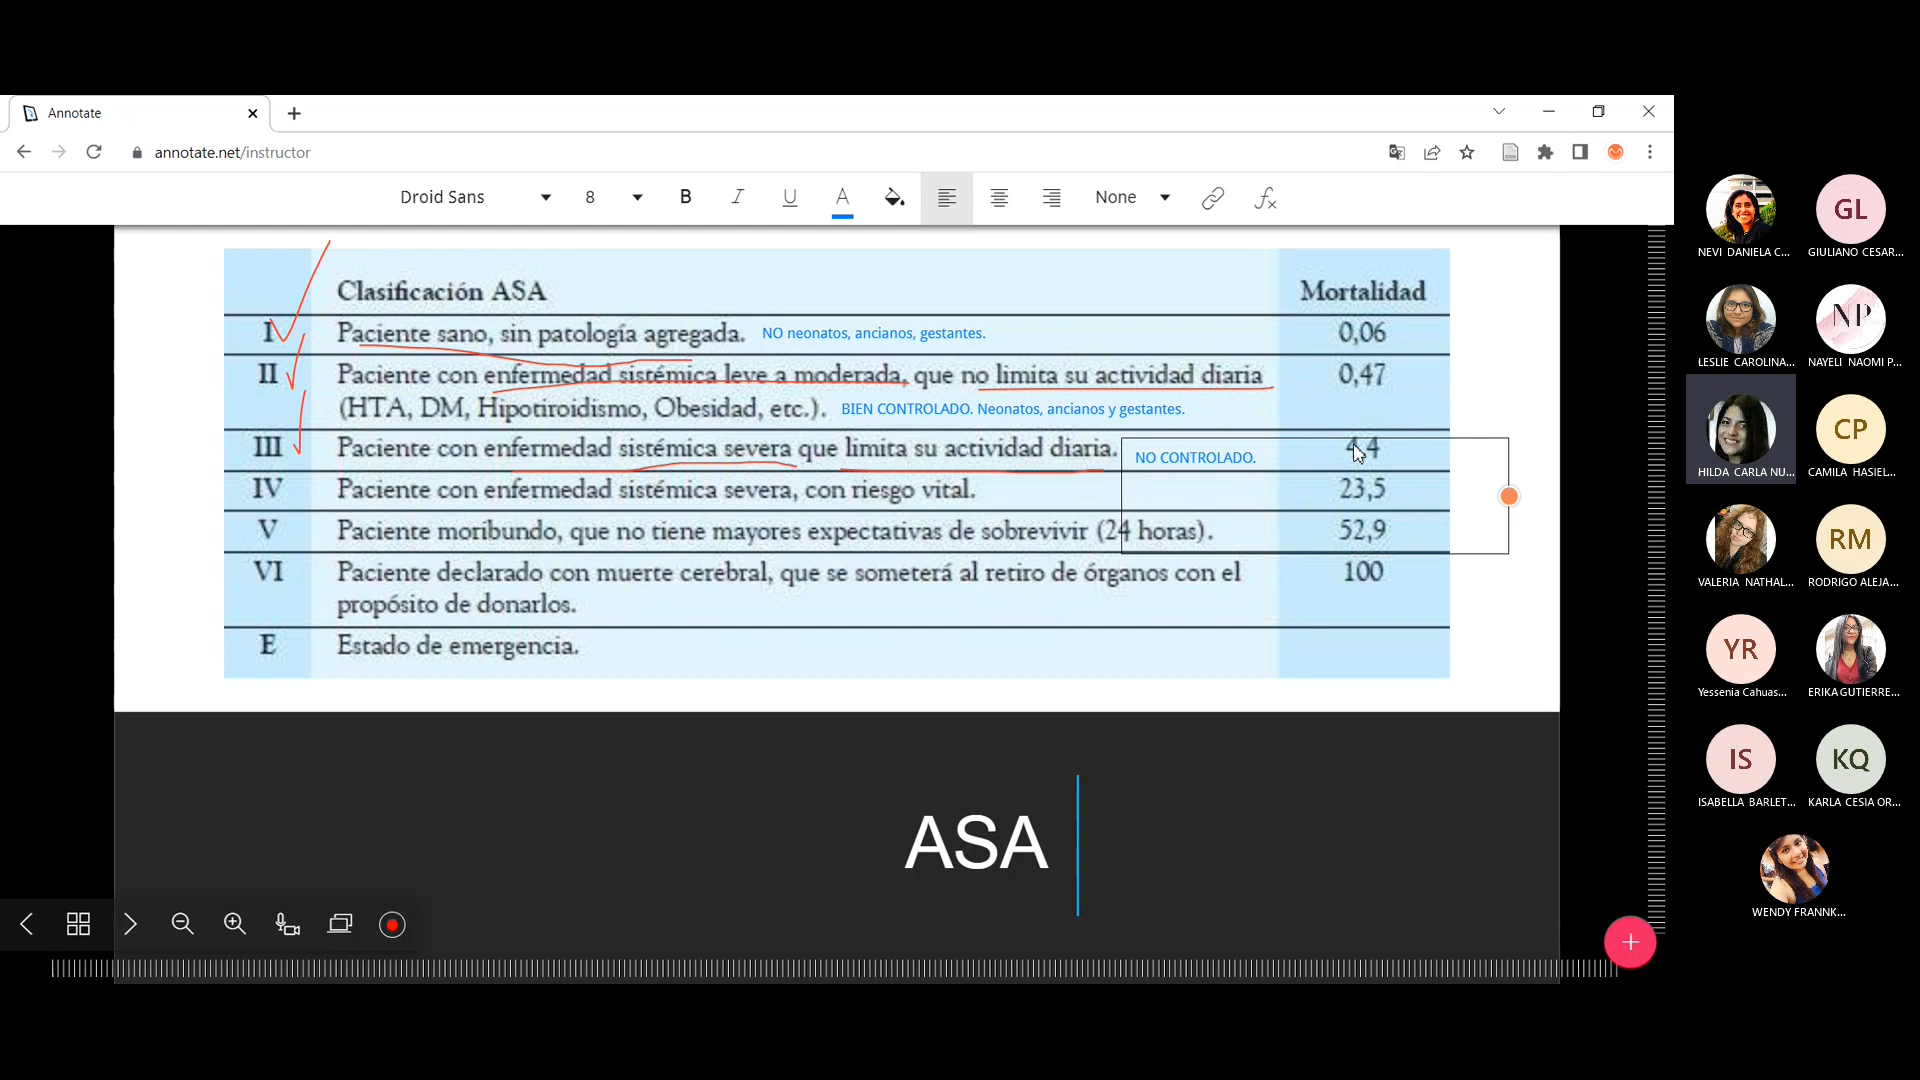 Annotate
annotate.net/instructor
Droid Sans 8 B I U A None fx
Clasificación ASA Mortalidad
I Paciente sano, sin patología agregada. NO neonatos, ancianos, gestantes. 0,06
II Paciente con enfermedad sistémica leve a moderada, que no limita su actividad diaria 0,47
(HTA, DM, Hipotiroidismo, Obesidad, etc.). BIEN CONTROLADO. Neonatos, ancianos y gestantes.
III Paciente con enfermedad sistémica severa que limita su actividad diaria. NO CONTROLADO. 4,4
IV Paciente con enfermedad sistémica severa, con riesgo vital. 23,5
V Paciente moribundo, que no tiene mayores expectativas de sobrevivir (24 horas). 52,9
VI Paciente declarado con muerte cerebral, que se someterá al retiro de órganos con el 100
propósito de donarlos.
E Estado de emergencia.
ASA
GL
NEVI DANIELA C... GIULIANO CESAR...
NP
LESLIE CAROLINA... NAYELI NAOMI P...
CP
HILDA CARLA NU... CAMILA HASIEL...
RM
VALERIA NATHAL... RODRIGO ALEJA...
YR
Yessenia Cahuas... ERIKA GUTIERRE...
IS KQ
ISABELLA BARLET... KARLA CESIA OR...
WENDY FRANNK...